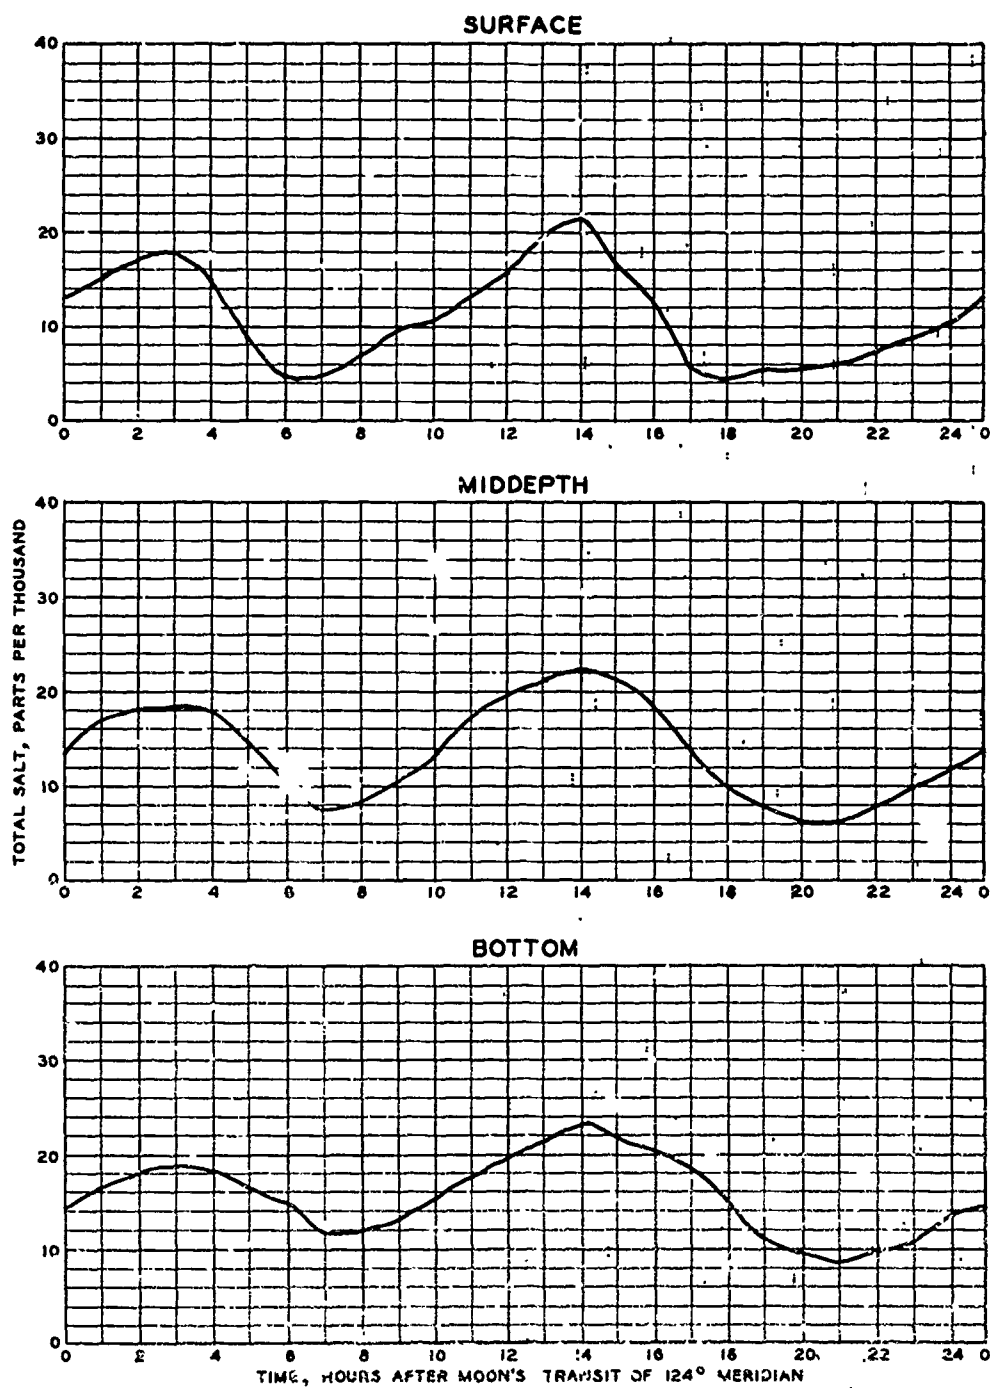 SURFACE
40
30
20
10
0
0 2 4 6 8 10 12 14 16 18 20 22 24 0
MIDDEPTH
40
30
20
10
0
0 2 4 6 8 10 12 14 16 18 20 22 24 0
TOTAL SALT, PARTS PER THOUSAND
BOTTOM
40
30
20
10
0
0 2 4 6 8 10 12 14 16 18 20 22 24 0
TIME, HOURS AFTER MOON'S TRANSIT OF 124° MERIDIAN